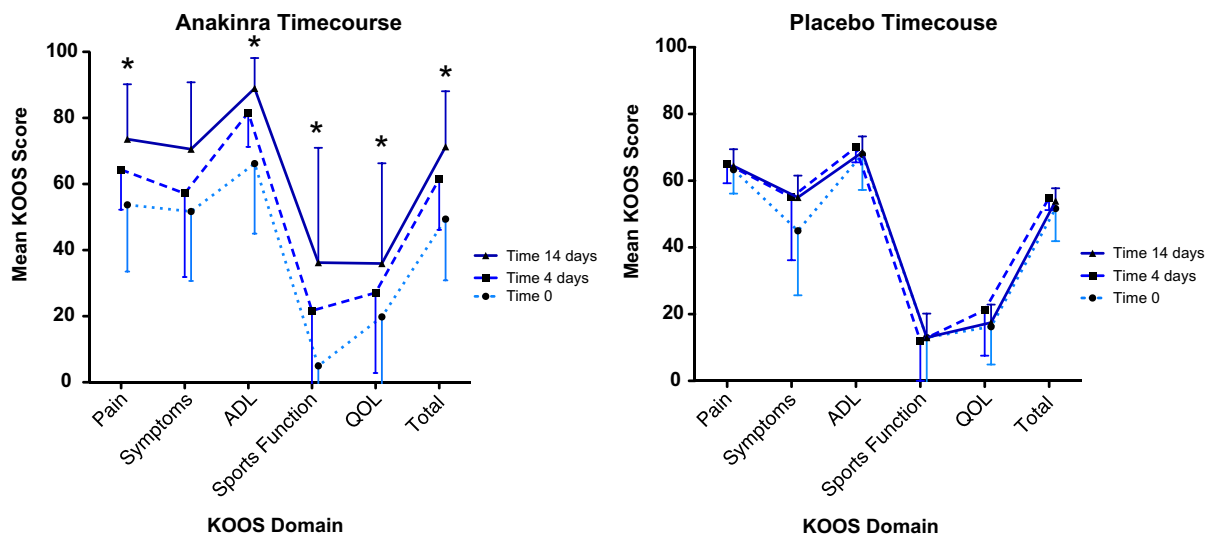 Anakinra Timecourse
Mean KOOS Score
100
80
60
40
20
0
* * * * *
Pain
Symptoms
ADL
Sports Function
QOL
Total
KOOS Domain
Time 14 days
Time 4 days
Time 0
Placebo Timecouse
Mean KOOS Score
100
80
60
40
20
0
Pain
Symptoms
ADL
Sports Function
QOL
Total
KOOS Domain
Time 14 days
Time 4 days
Time 0